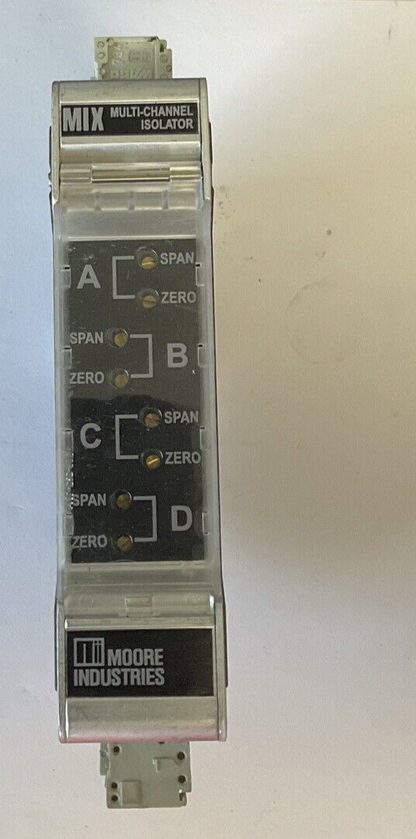 MIX MULTI-CHANNEL
ISOLATOR
A SPAN
ZERO
SPAN
B
ZERO
C SPAN
ZERO
SPAN
D
ZERO
MOORE
INDUSTRIES